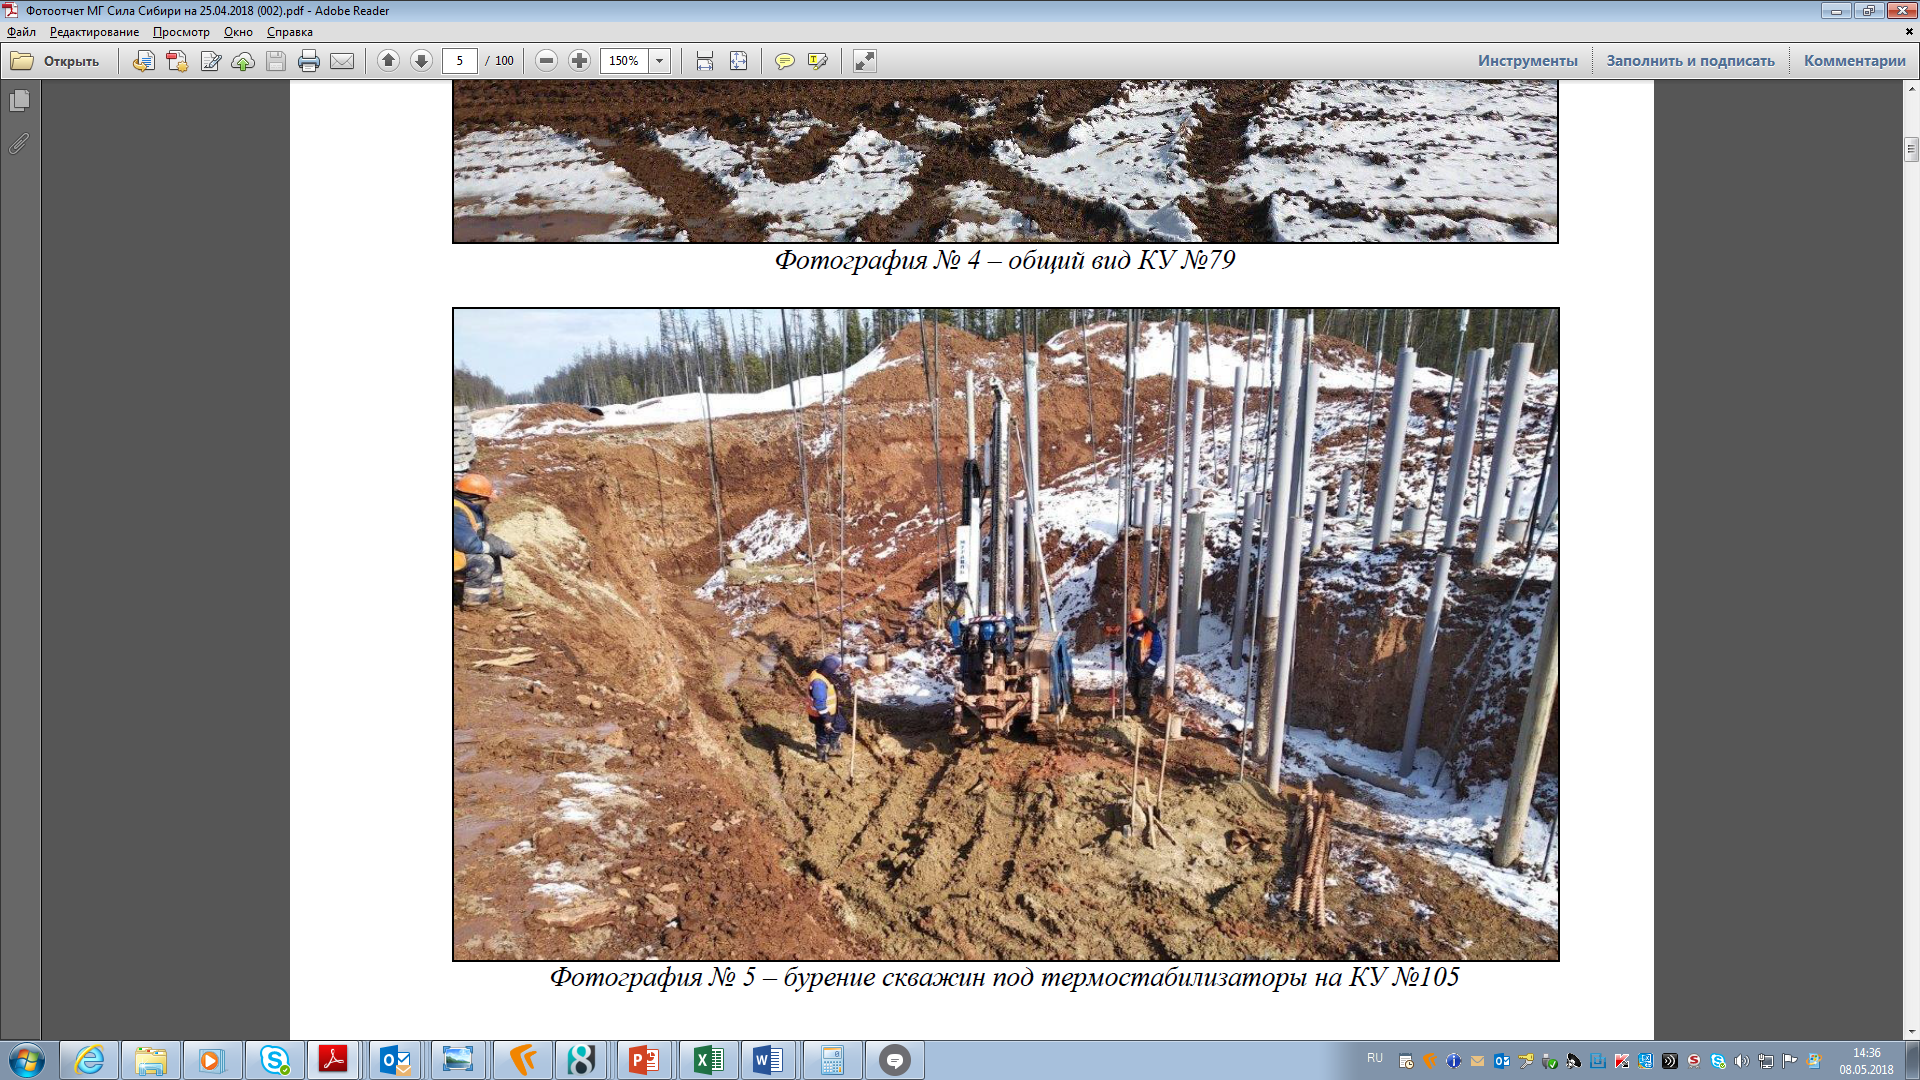 Фотоотчет МГ Сила Сибири на 25.04.2018 (002).pdf - Adobe Reader
Файл Редактирование Просмотр Окно Справка
Открыть 5 / 100 150% Инструменты Заполнить и подписать Комментарии
Фотография № 4 – общий вид КУ №79
Фотография № 5 – бурение скважин под термостабилизаторы на КУ №105
RU 14:36
08.05.2018